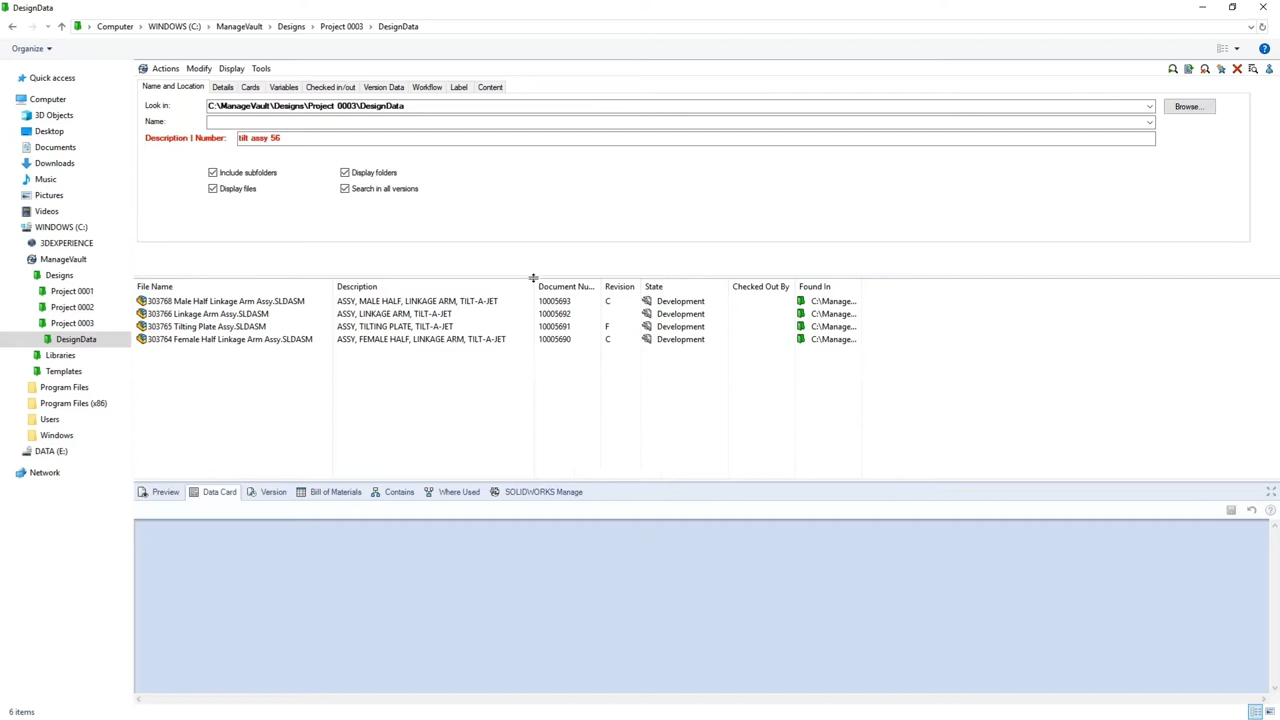 DesignData
Computer › WINDOWS (C:) › ManageVault › Designs › Project 0003 › DesignData
Organize
Quick access
Computer
3D Objects
Desktop
Documents
Downloads
Music
Pictures
Videos
WINDOWS (C:)
3DEXPERIENCE
ManageVault
Designs
Project 0001
Project 0002
Project 0003
DesignData
Libraries
Templates
Program Files
Program Files (x86)
Users
Windows
DATA (E:)
Network
Actions Modify Display Tools
Name and Location Details Cards Variables Checked in/out Version Data Workflow Label Content
Look in: C:\ManageVault\Designs\Project 0003\DesignData Browse...
Name:
Description | Number: tilt assy 56
Include subfolders Display folders
Display files Search in all versions
File Name Description Document Nu... Revision State Checked Out By Found In
303768 Male Half Linkage Arm Assy.SLDASM ASSY, MALE HALF, LINKAGE ARM, TILT-A-JET 10005693 C Development C:\Manage...
303766 Linkage Arm Assy.SLDASM ASSY, LINKAGE ARM, TILT-A-JET 10005692 Development C:\Manage...
303765 Tilting Plate Assy.SLDASM ASSY, TILTING PLATE, TILT-A-JET 10005691 F Development C:\Manage...
303764 Female Half Linkage Arm Assy.SLDASM ASSY, FEMALE HALF, LINKAGE ARM, TILT-A-JET 10005690 C Development C:\Manage...
Preview Data Card Version Bill of Materials Contains Where Used SOLIDWORKS Manage
6 items